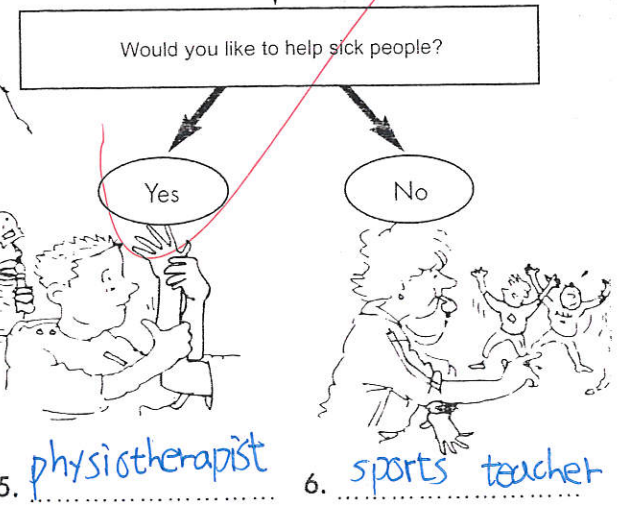 Would you like to help sick people?
Yes
No
5. physiotherapist
6. sports teacher